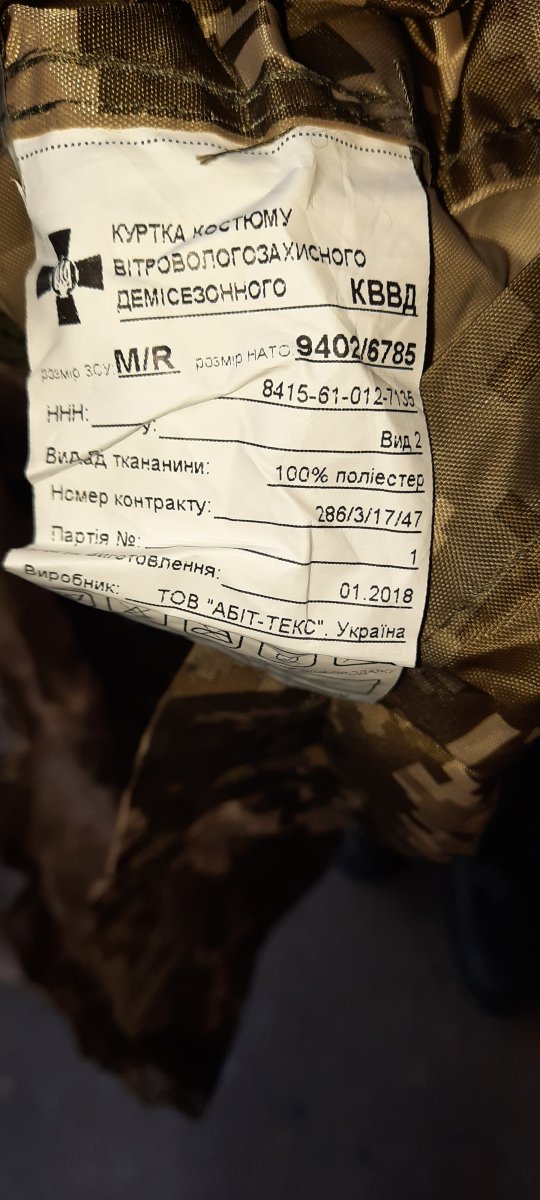 КУРТКА КОСТЮМУ
ВІТРОВОЛОГОЗАХИСНОГО
ДЕМІСЕЗОННОГО КВВД
розмір ЗСУ M/R розмір НАТО 9402/6785
8415-61-012-7135
ННН:
у: Вид 2
Вид тканини: 100% поліестер
Номер контракту: 286/3/17/47
Партія №: 1
готовлення: 01.2018
Виробник: ТОВ "АБІТ-ТЕКС". Україна